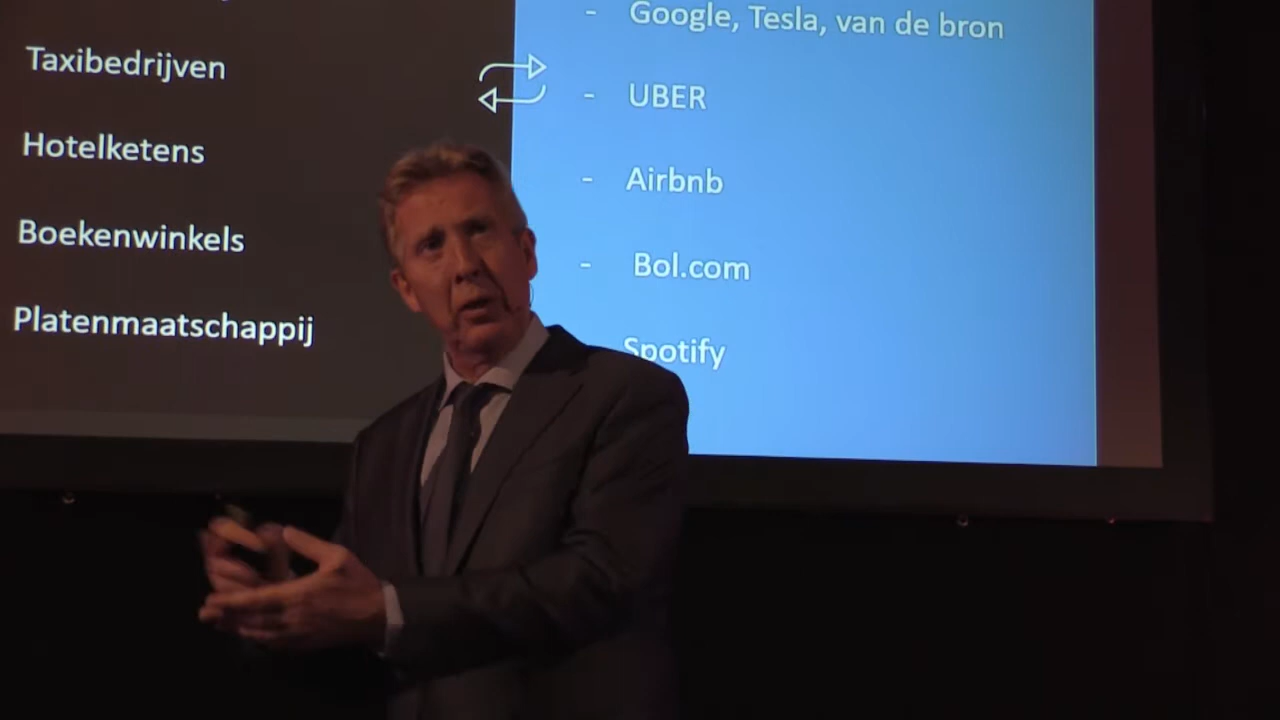 Taxibedrijven
Hotelketens
Boekenwinkels
Platenmaatschappij
- Google, Tesla, van de bron
- UBER
- Airbnb
- Bol.com
Spotify